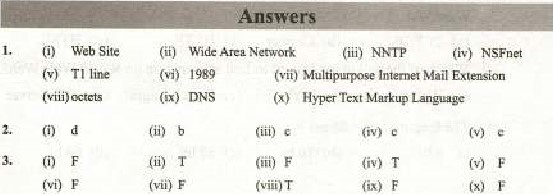 Answers
1. (i) Web Site (ii) Wide Area Network (iii) NNTP (iv) NSFnet
(v) T1 line (vi) 1989 (vii) Multipurpose Internet Mail Extension
(viii) octets (ix) DNS (x) Hyper Text Markup Language
2. (i) d (ii) b (iii) c (iv) c (v) c
3. (i) F (ii) T (iii) F (iv) T (v) F
(vi) F (vii) F (viii) T (ix) F (x) F